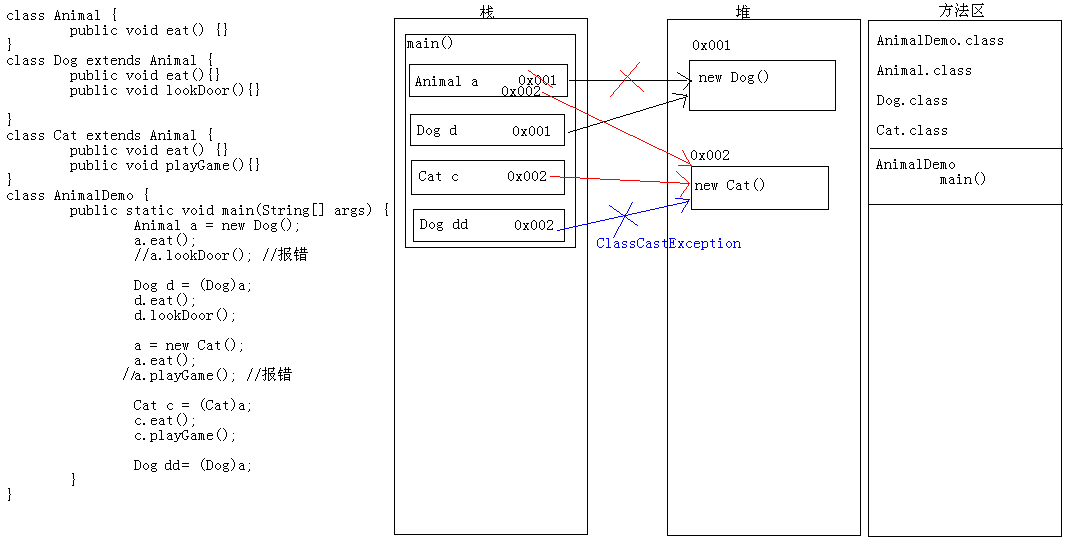 class Animal {
public void eat() {}
}
class Dog extends Animal {
public void eat(){}
public void lookDoor(){}
}
class Cat extends Animal {
public void eat() {}
public void playGame(){}
}
class AnimalDemo {
public static void main(String[] args) {
Animal a = new Dog();
a.eat();
//a.lookDoor(); //报错
Dog d = (Dog)a;
d.eat();
d.lookDoor();
a = new Cat();
a.eat();
//a.playGame(); //报错
Cat c = (Cat)a;
c.eat();
c.playGame();
Dog dd= (Dog)a;
}
}
栈
main()
Animal a 0x001
0x002
Dog d 0x001
Cat c 0x002
Dog dd 0x002
ClassCastException
堆
0x001
new Dog()
0x002
new Cat()
方法区
AnimalDemo.class
Animal.class
Dog.class
Cat.class
AnimalDemo
main()